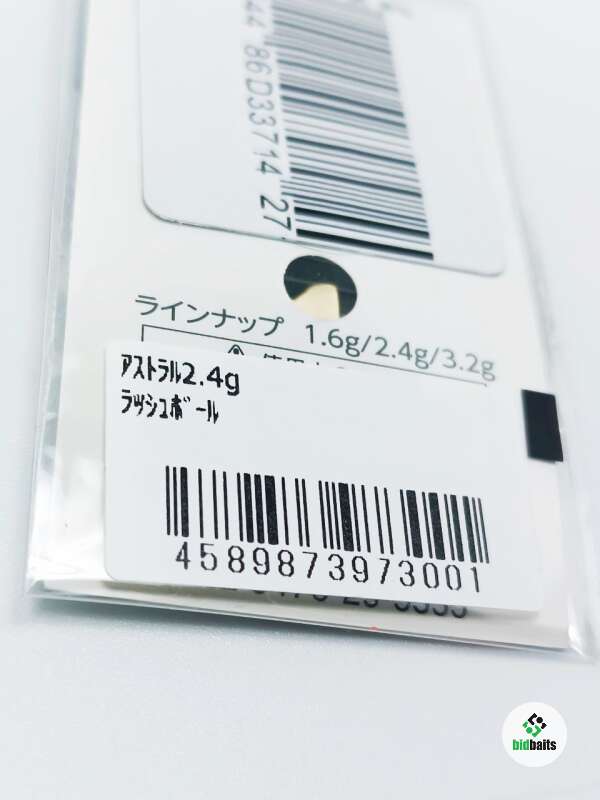 86D33714 27
ラインナップ 1.6g/2.4g/3.2g
ｱｽﾄﾗﾙ2.4g
ﾗｯｼｭﾎﾞｰﾙ
4589873973001
bidbaits